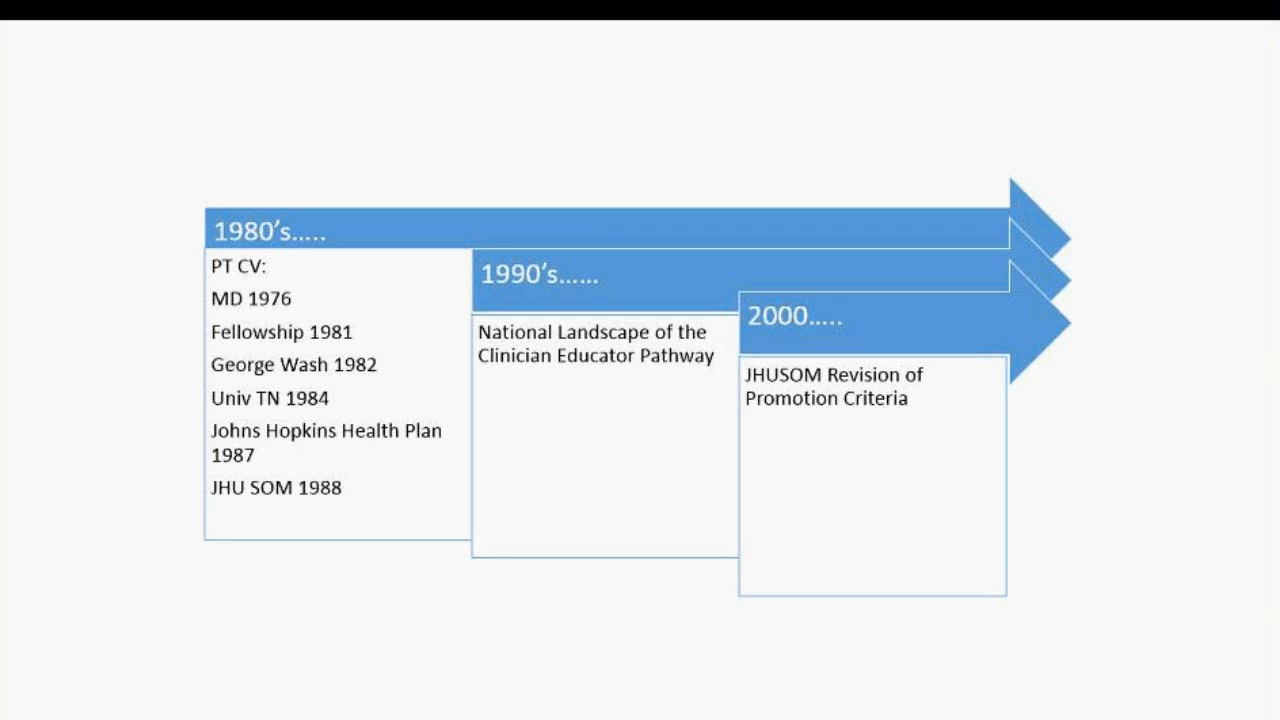 1980’s…..
PT CV:
MD 1976
Fellowship 1981
George Wash 1982
Univ TN 1984
Johns Hopkins Health Plan
1987
JHU SOM 1988
1990’s……
National Landscape of the
Clinician Educator Pathway
2000…..
JHUSOM Revision of
Promotion Criteria